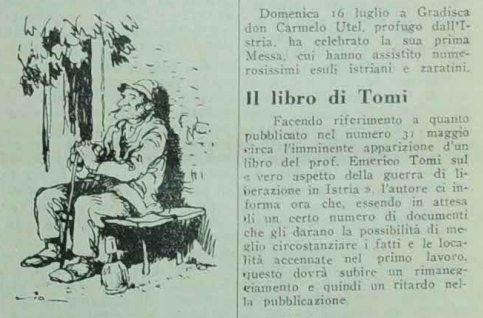 Domenica 16 luglio a Gradisca
don Carmelo Utel, profugo dall'I-
stria, ha celebrato la sua prima
Messa, cui hanno assistito nume-
rosissimi esuli istriani e zaratini.
Il libro di Tomi
Facendo riferimento a quanto
pubblicato nel numero 31 maggio
circa l'imminente apparizione d'un
libro del prof. Emerico Tomi sul
« vero aspetto della guerra di li-
berazione in Istria », l'autore ci in-
forma ora che, essendo in attesa
di un certo numero di documenti
che gli darano la possibilità di me-
glio circostanziare i fatti e le loca-
lità accennate nel primo lavoro,
questo dovrà subire un rimaneg-
giamento e quindi un ritardo nel-
la pubblicazione